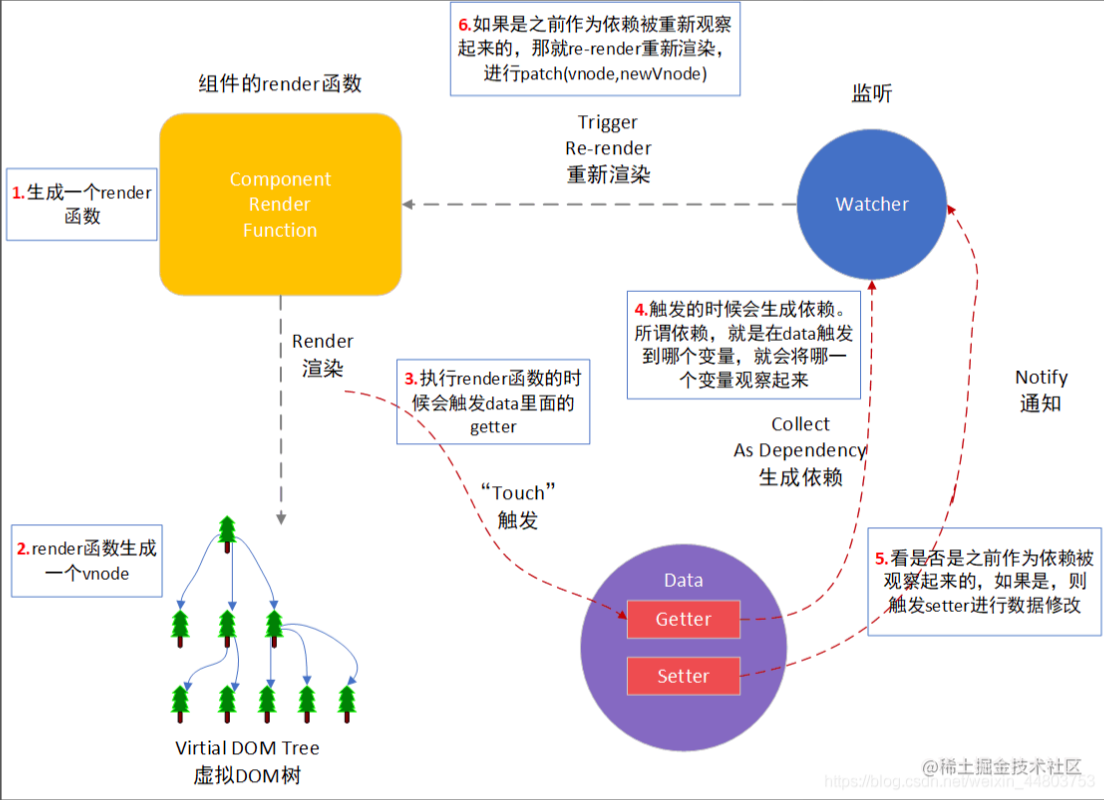 6.如果是之前作为依赖被重新观察
起来的，那就re-render重新渲染，
进行patch(vnode,newVnode)
组件的render函数
监听
Trigger
Re-render
重新渲染
1.生成一个render
函数
Component
Render
Function
Watcher
4.触发的时候会生成依赖。
所谓依赖，就是在data触发
到哪个变量，就会将哪一
个变量观察起来
Render
渲染
3.执行render函数的时
候会触发data里面的
getter
Notify
通知
Collect
As Dependency
生成依赖
“Touch”
触发
2.render函数生成
一个vnode
5.看是否是之前作为依赖被
观察起来的，如果是，则
触发setter进行数据修改
Data
Getter
Setter
Virtial DOM Tree
虚拟DOM树
@稀土掘金技术社区
https://blog.csdn.net/weixin_44803753